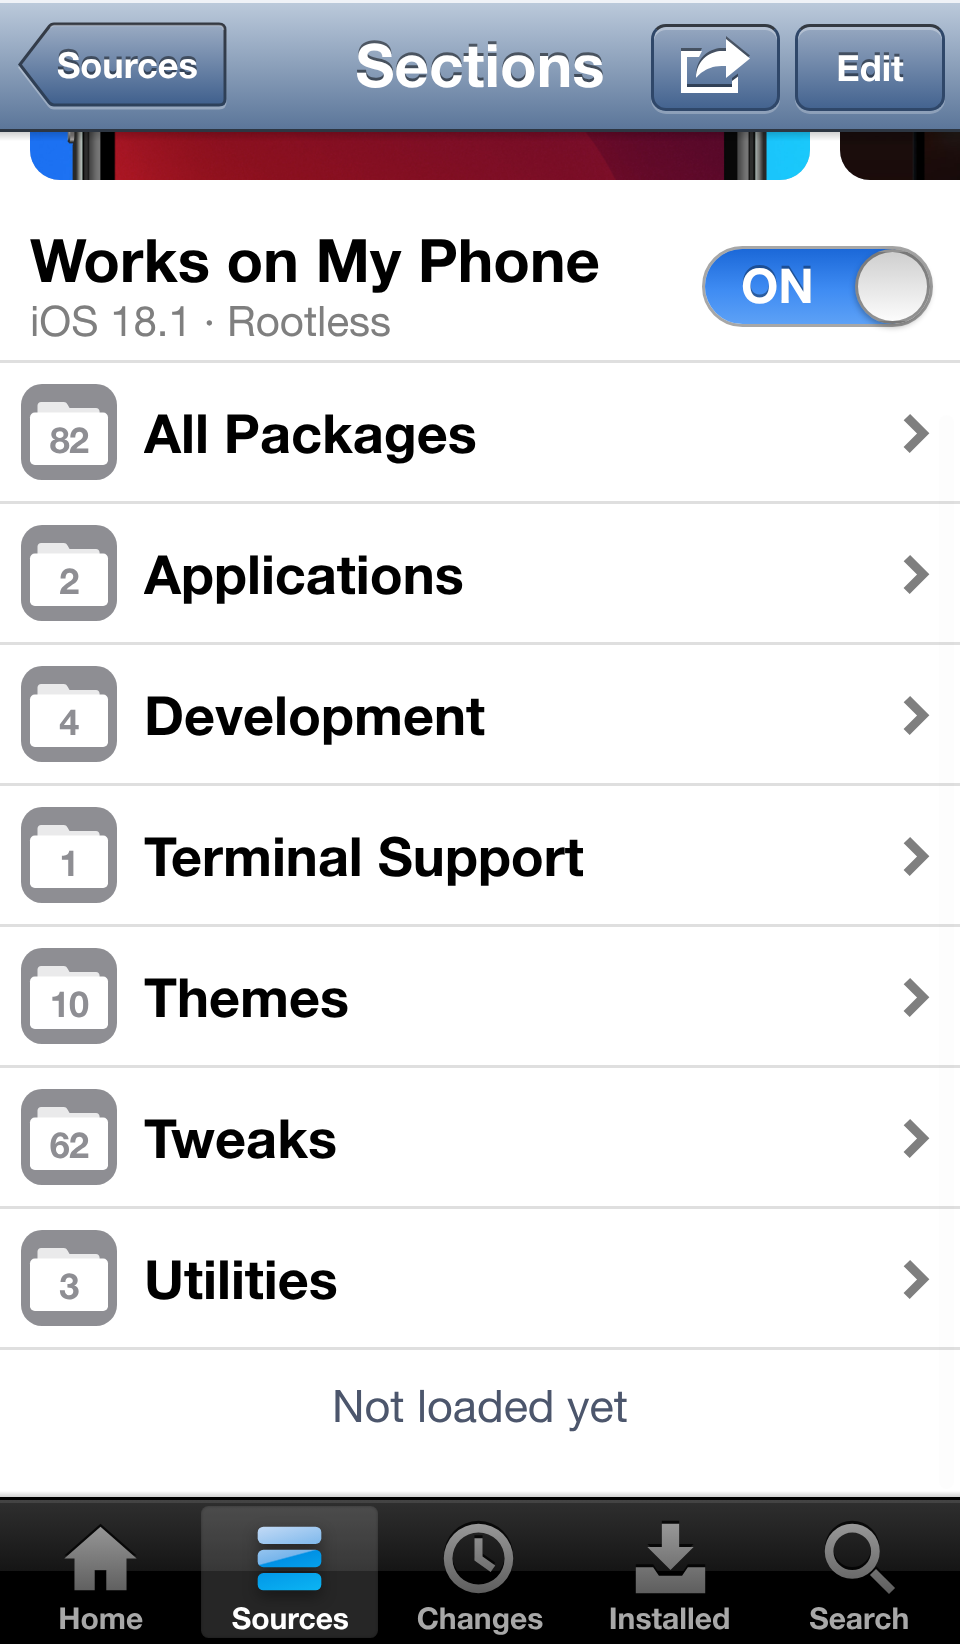 Sources
Sections
Edit
Works on My Phone
ON
iOS 18.1 · Rootless
82
All Packages
2
Applications
4
Development
1
Terminal Support
10
Themes
62
Tweaks
3
Utilities
Not loaded yet
Home
Sources
Changes
Installed
Search